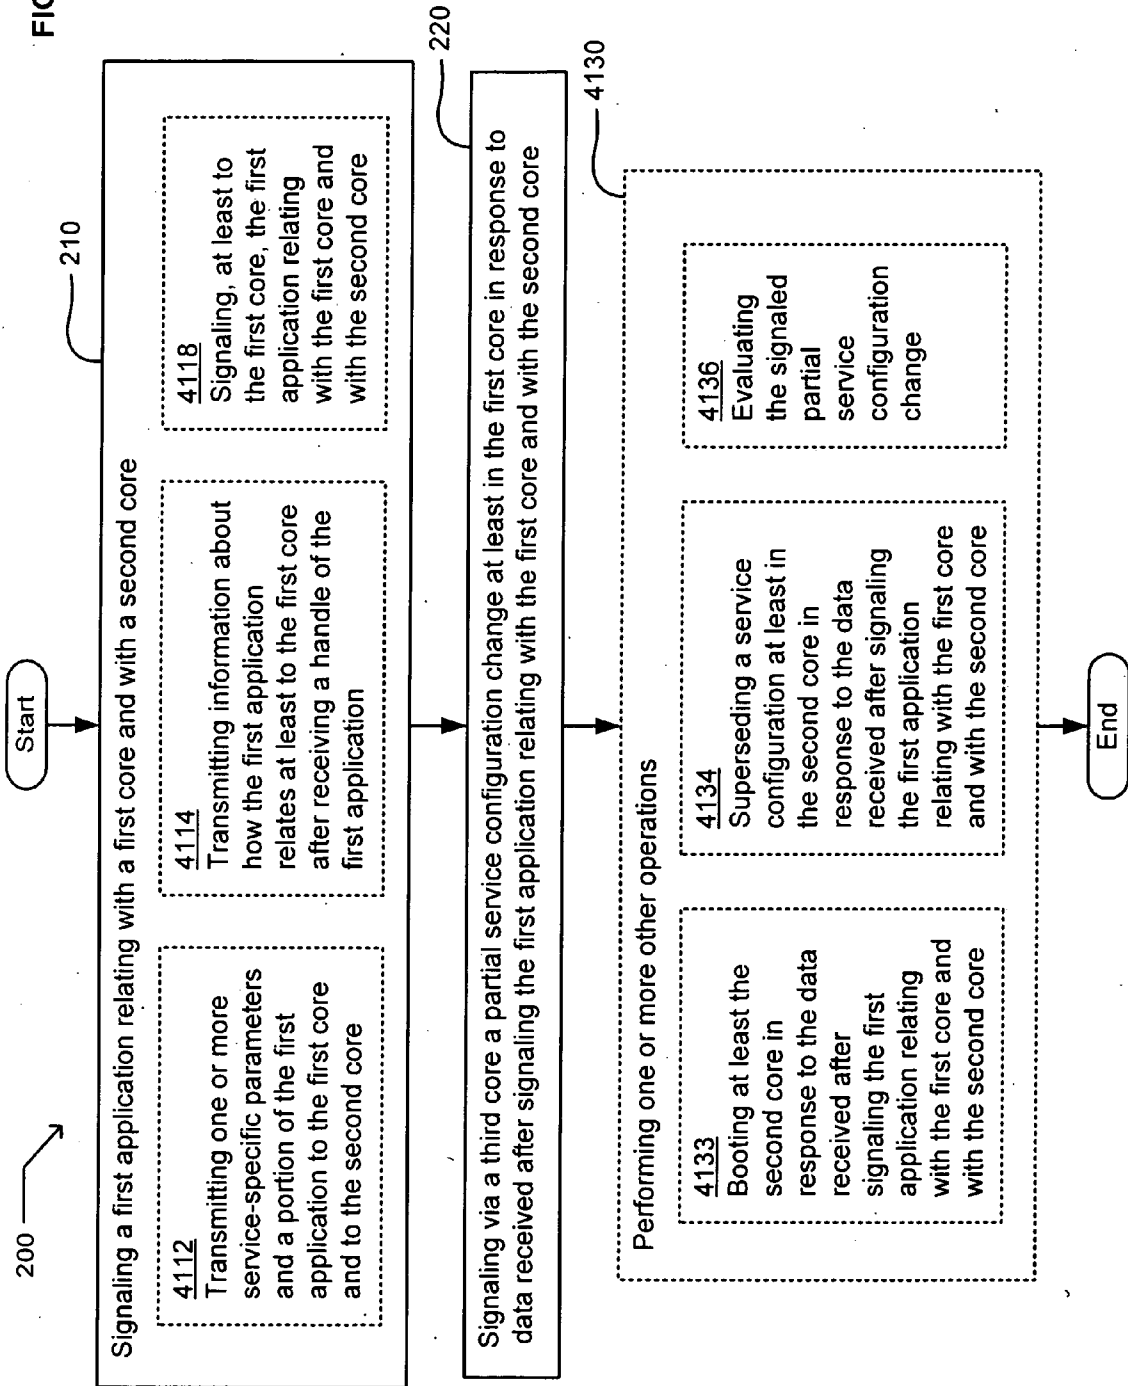 FIG
200
Start
210
Signaling a first application relating with a first core and with a second core
4112
Transmitting one or more
service-specific parameters
and a portion of the first
application to the first core
and to the second core
4114
Transmitting information about
how the first application
relates at least to the first core
after receiving a handle of the
first application
4118
Signaling, at least to
the first core, the first
application relating
with the first core and
with the second core
220
Signaling via a third core a partial service configuration change at least in the first core in response to
data received after signaling the first application relating with the first core and with the second core
4130
Performing one or more other operations
4133
Booting at least the
second core in
response to the data
received after
signaling the first
application relating
with the first core and
with the second core
4134
Superseding a service
configuration at least in
the second core in
response to the data
received after signaling
the first application
relating with the first core
and with the second core
4136
Evaluating
the signaled
partial
service
configuration
change
End